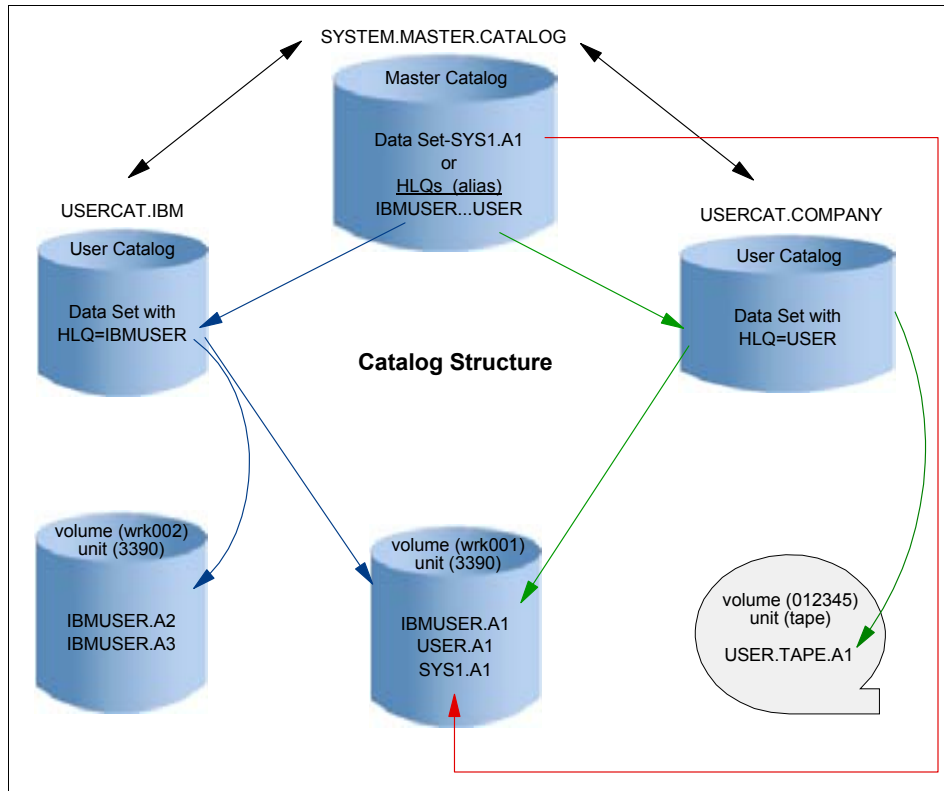 SYSTEM.MASTER.CATALOG
Master Catalog
Data Set-SYS1.A1
or
HLQs (alias)
IBMUSER...USER
USERCAT.IBM
User Catalog
Data Set with
HLQ=IBMUSER
USERCAT.COMPANY
User Catalog
Data Set with
HLQ=USER
Catalog Structure
volume (wrk002)
unit (3390)
IBMUSER.A2
IBMUSER.A3
volume (wrk001)
unit (3390)
IBMUSER.A1
USER.A1
SYS1.A1
volume (012345)
unit (tape)
USER.TAPE.A1